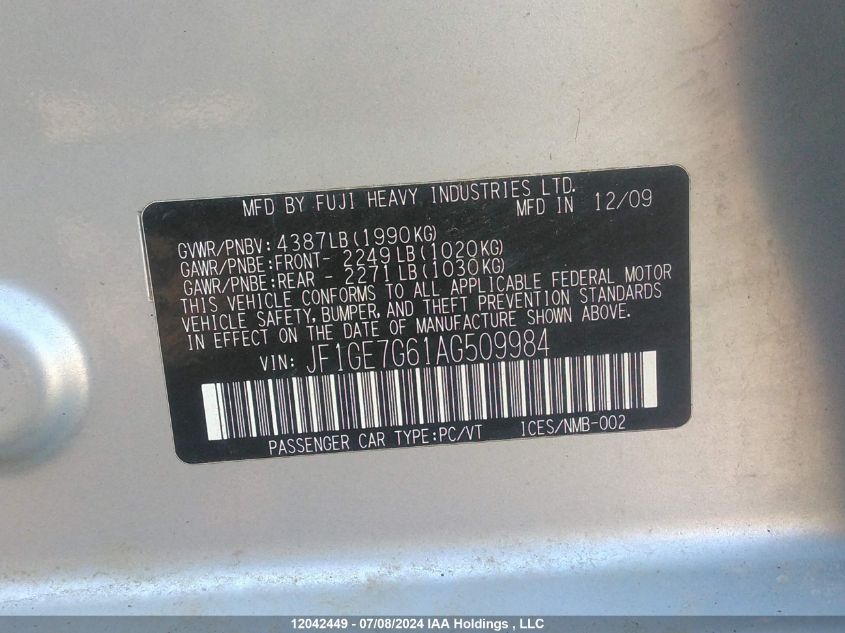 MFD BY FUJI HEAVY INDUSTRIES LTD.
MFD IN 12/09
GVWR/PNBV: 4387LB(1990KG)
GAWR/PNBE:FRONT- 2249LB(1020KG)
GAWR/PNBE:REAR - 2271LB(1030KG)
THIS VEHICLE CONFORMS TO ALL APPLICABLE FEDERAL MOTOR
VEHICLE SAFETY, BUMPER, AND THEFT PREVENTION STANDARDS
IN EFFECT ON THE DATE OF MANUFACTURE SHOWN ABOVE.
VIN: JF1GE7G61AG509984
PASSENGER CAR TYPE:PC/VT ICES/NMB-002
12042449 - 07/08/2024 IAA Holdings , LLC